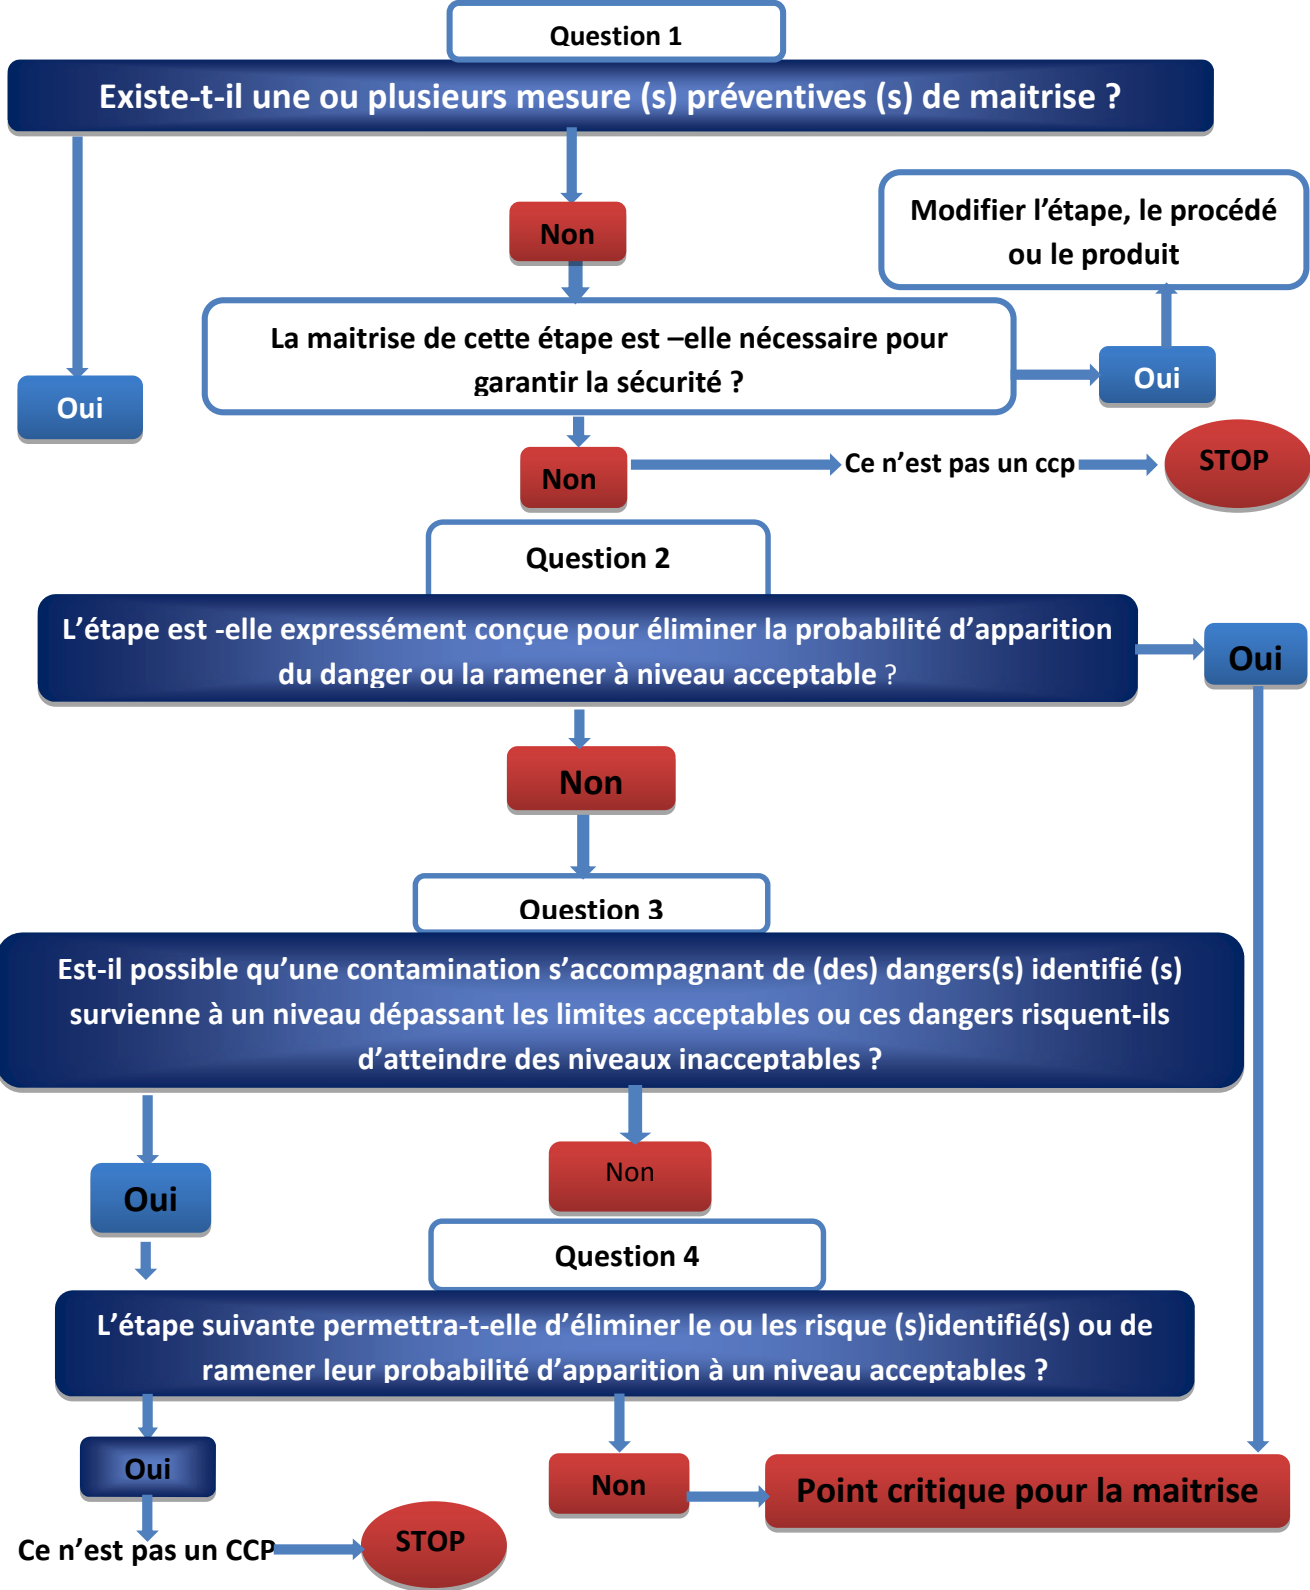 Question 1
Existe-t-il une ou plusieurs mesure (s) préventives (s) de maitrise ?
Non
Modifier l’étape, le procédé
ou le produit
La maitrise de cette étape est –elle nécessaire pour
garantir la sécurité ?
Oui
Oui
Non
Ce n’est pas un ccp
STOP
Question 2
L’étape est -elle expressément conçue pour éliminer la probabilité d’apparition
du danger ou la ramener à niveau acceptable ?
Oui
Non
Question 3
Est-il possible qu’une contamination s’accompagnant de (des) dangers(s) identifié (s)
survienne à un niveau dépassant les limites acceptables ou ces dangers risquent-ils
d’atteindre des niveaux inacceptables ?
Oui
Non
Question 4
L’étape suivante permettra-t-elle d’éliminer le ou les risque (s)identifié(s) ou de
ramener leur probabilité d’apparition à un niveau acceptables ?
Oui
Non
Point critique pour la maitrise
Ce n’est pas un CCP
STOP